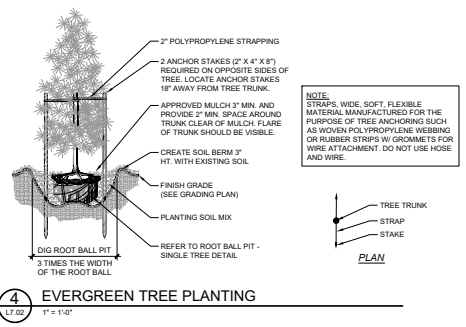 2" POLYPROPYLENE STRAPPING
2 ANCHOR STAKES (2" X 4" X 8")
REQUIRED ON OPPOSITE SIDES OF
TREE. LOCATE ANCHOR STAKES
18" AWAY FROM TREE TRUNK.
APPROVED MULCH 3" MIN. AND
PROVIDE 2" MIN. SPACE AROUND
TRUNK CLEAR OF MULCH. FLARE
OF TRUNK SHOULD BE VISIBLE.
CREATE SOIL BERM 3"
HT. WITH EXISTING SOIL
FINISH GRADE
(SEE GRADING PLAN)
PLANTING SOIL MIX
REFER TO ROOT BALL PIT -
SINGLE TREE DETAIL
DIG ROOT BALL PIT
3 TIMES THE WIDTH
OF THE ROOT BALL
NOTE:
STRAPS, WIDE, SOFT, FLEXIBLE
MATERIAL MANUFACTURED FOR THE
PURPOSE OF TREE ANCHORING SUCH
AS WOVEN POLYPROPYLENE WEBBING
OR RUBBER STRIPS W/ GROMMETS FOR
WIRE ATTACHMENT. DO NOT USE HOSE
AND WIRE.
TREE TRUNK
STRAP
STAKE
PLAN
4
L7.02
EVERGREEN TREE PLANTING
1" = 1'-0"